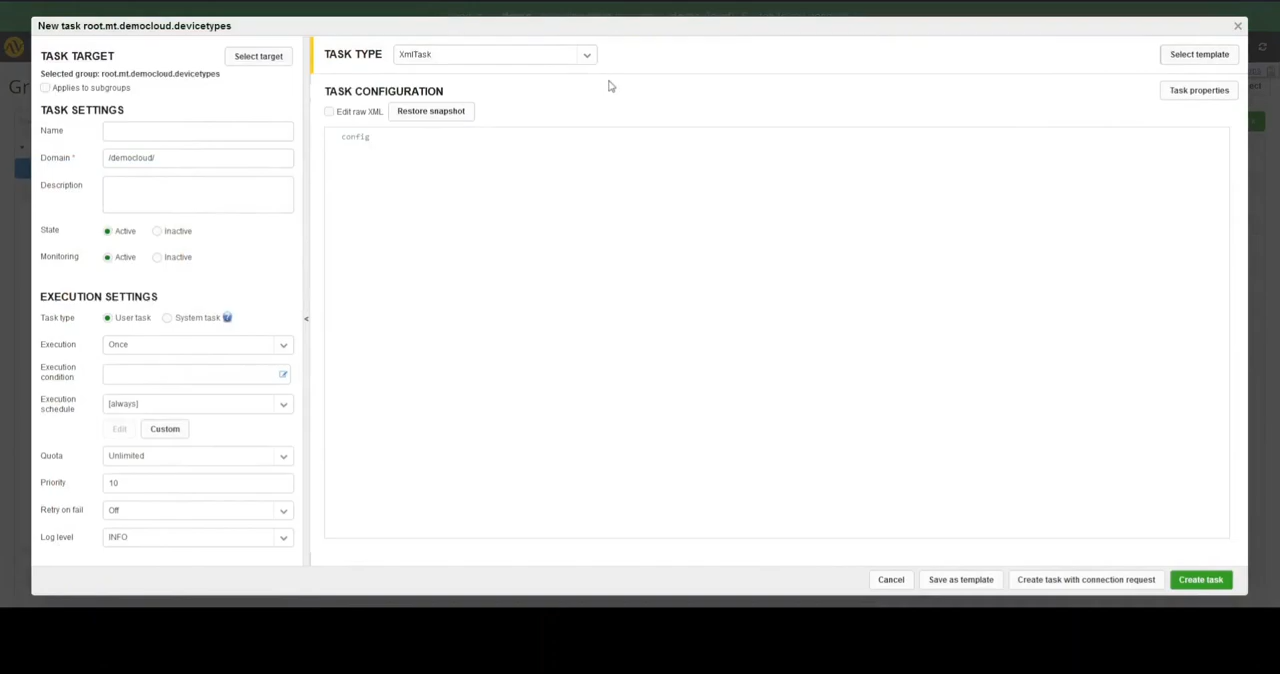 New task root.mt.democloud.devicetypes
TASK TARGET
Select target
Selected group: root.mt.democloud.devicetypes
Applies to subgroups
TASK SETTINGS
Name
Domain * /democloud/
Description
State Active Inactive
Monitoring Active Inactive
EXECUTION SETTINGS
Task type User task System task ?
Execution Once
Execution
condition
Execution
schedule
[always]
Edit Custom
Quota Unlimited
Priority 10
Retry on fail Off
Log level INFO
TASK TYPE XmlTask Select template
TASK CONFIGURATION Task properties
Edit raw XML Restore snapshot
config
Cancel Save as template Create task with connection request Create task
Gr